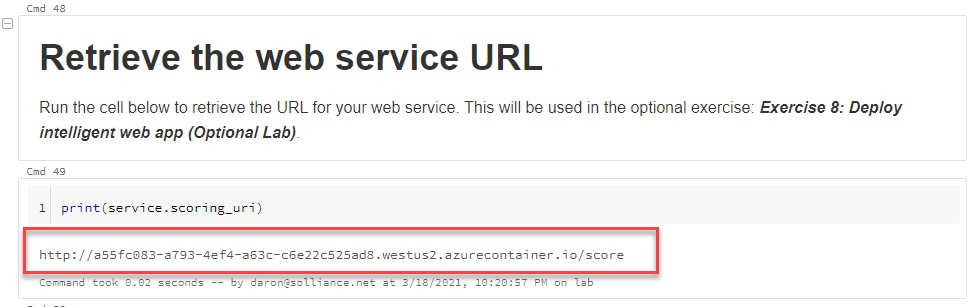 Cmd 48
Retrieve the web service URL
Run the cell below to retrieve the URL for your web service. This will be used in the optional exercise: Exercise 8: Deploy
intelligent web app (Optional Lab).
Cmd 49
1 print(service.scoring_uri)
http://a55fc083-a793-4ef4-a63c-c6e22c525ad8.westus2.azurecontainer.io/score
Command took 0.02 seconds -- by daron@solliance.net at 3/18/2021, 10:20:57 PM on lab